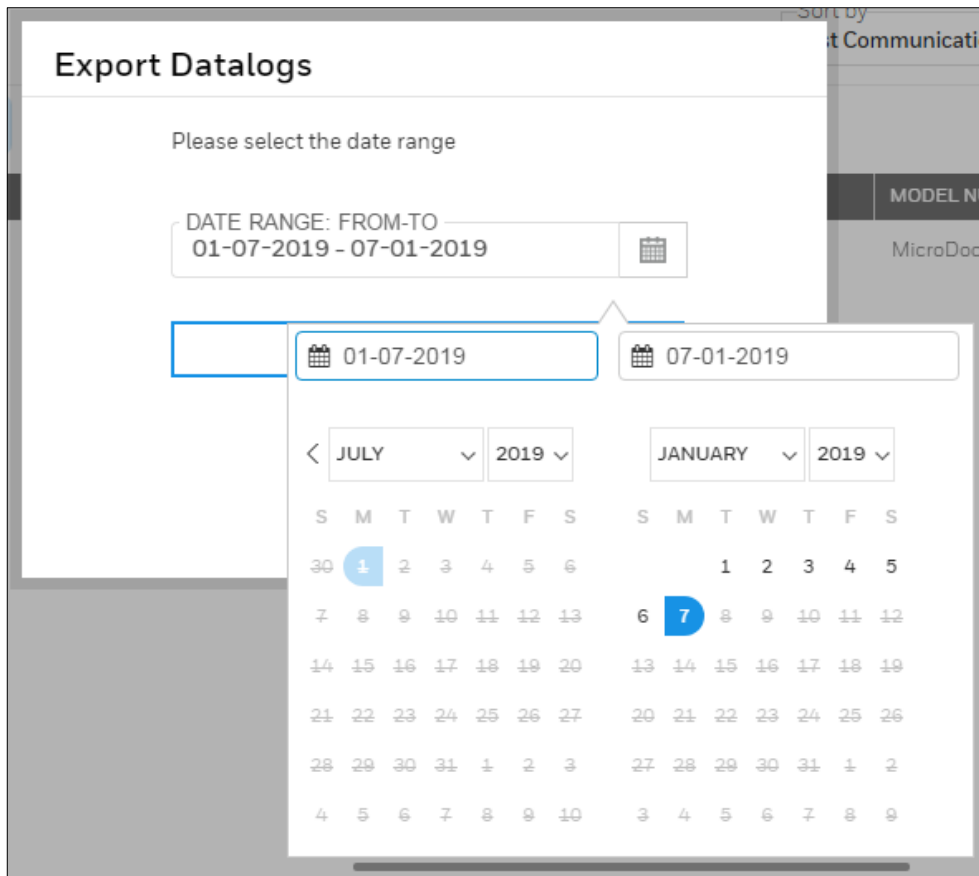 Sort by
st Communicati
Export Datalogs
Please select the date range
MODEL NU
DATE RANGE: FROM-TO
01-07-2019 - 07-01-2019
MicroDoc
01-07-2019 07-01-2019
JULY 2019 JANUARY 2019
S M T W T F S S M T W T F S
30 1 2 3 4 5 6 1 2 3 4 5
7 8 9 10 11 12 13 6 7 8 9 10 11 12
14 15 16 17 18 19 20 13 14 15 16 17 18 19
21 22 23 24 25 26 27 20 21 22 23 24 25 26
28 29 30 31 1 2 3 27 28 29 30 31 1 2
4 5 6 7 8 9 10 3 4 5 6 7 8 9